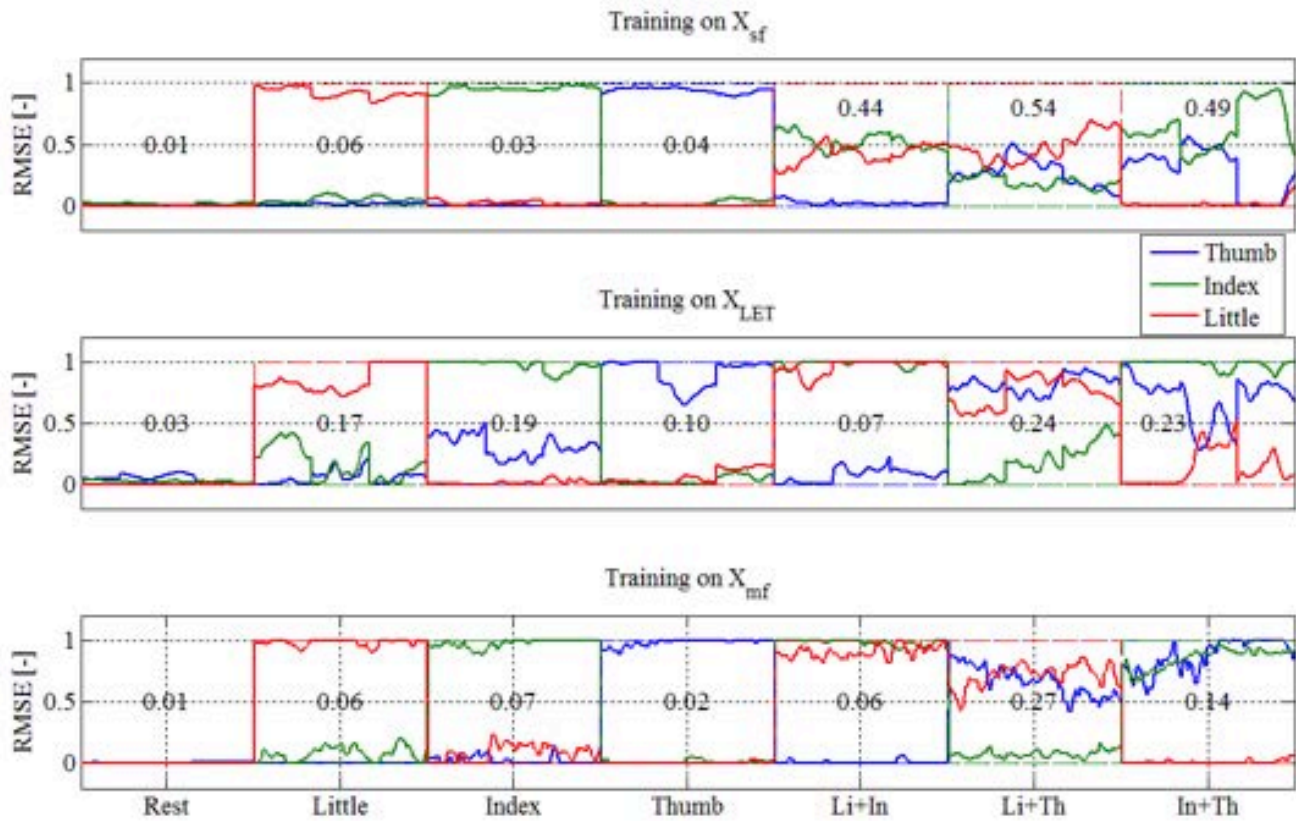 Training on X_sf
RMSE [-]
1
0.5
0
0.01 0.06 0.03 0.04 0.44 0.54 0.49
Thumb
Index
Little
Training on X_LET
RMSE [-]
1
0.5
0
0.03 0.17 0.19 0.10 0.07 0.24 0.23
Training on X_mf
RMSE [-]
1
0.5
0
0.01 0.06 0.07 0.02 0.06 0.27 0.14
Rest Little Index Thumb Li+In Li+Th In+Th